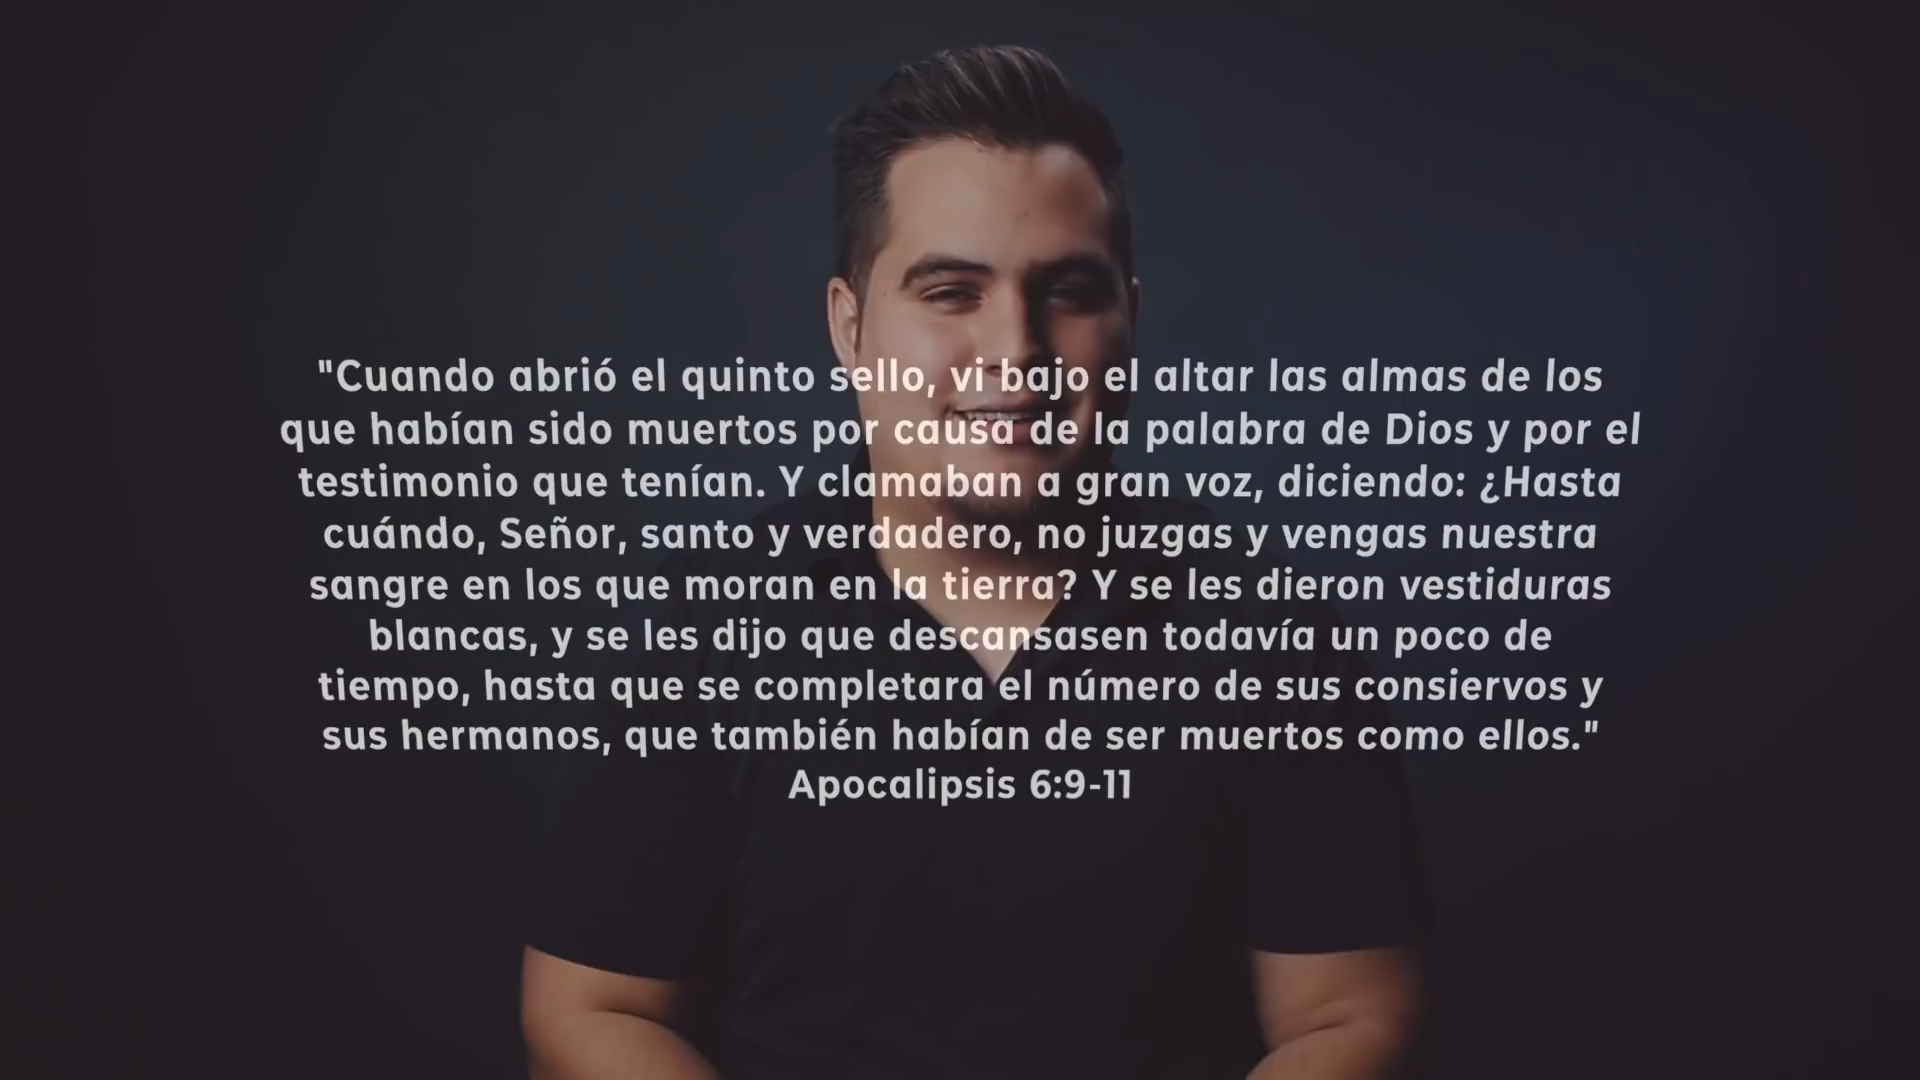 "Cuando abrió el quinto sello, vi bajo el altar las almas de los
que habían sido muertos por causa de la palabra de Dios y por el
testimonio que tenían. Y clamaban a gran voz, diciendo: ¿Hasta
cuándo, Señor, santo y verdadero, no juzgas y vengas nuestra
sangre en los que moran en la tierra? Y se les dieron vestiduras
blancas, y se les dijo que descansasen todavía un poco de
tiempo, hasta que se completara el número de sus consiervos y
sus hermanos, que también habían de ser muertos como ellos."
Apocalipsis 6:9-11